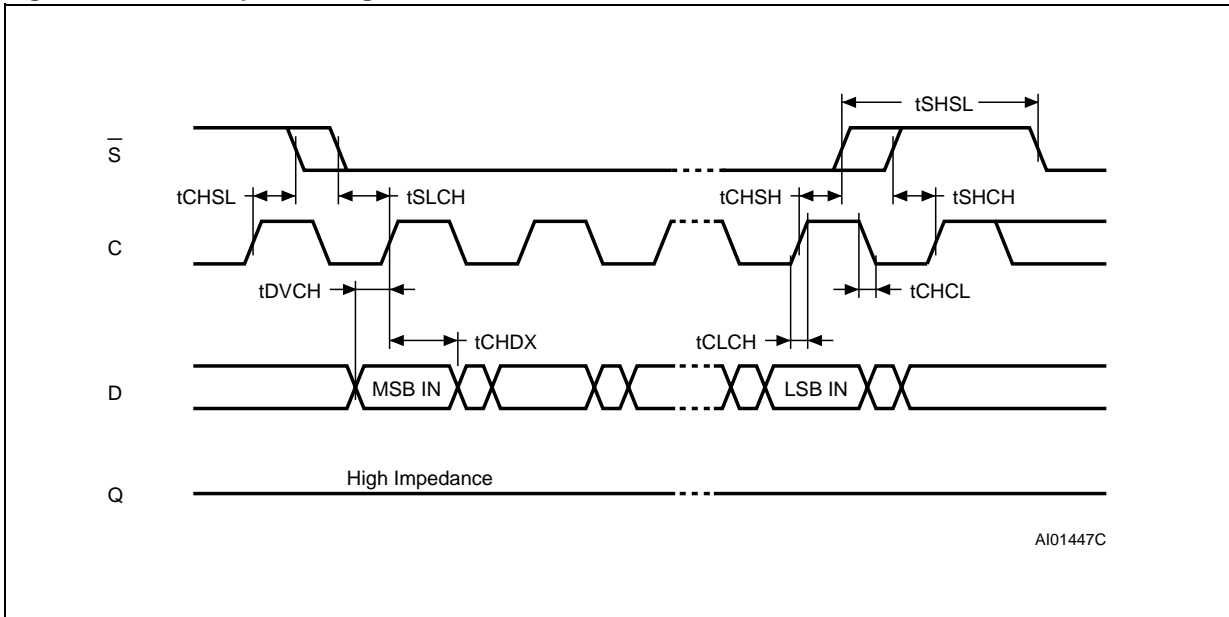 tSHSL
S̅
tCHSL
tSLCH
tCHSH
tSHCH
C
tDVCH
tCHCL
tCHDX
tCLCH
D
MSB IN
LSB IN
High Impedance
Q
AI01447C